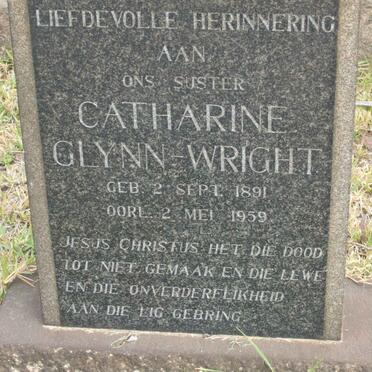 LIEFDEVOLLE HERINNERING
AAN
ONS SUSTER
CATHARINE
GLYNN-WRIGHT
GEB. 2 SEPT. 1891
OORL. 2 MEI 1959
JESUS CHRISTUS HET DIE DOOD
TOT NIET GEMAAK EN DIE LEWE
EN DIE ONVERDERFLIKHEID
AAN DIE LIG GEBRING.